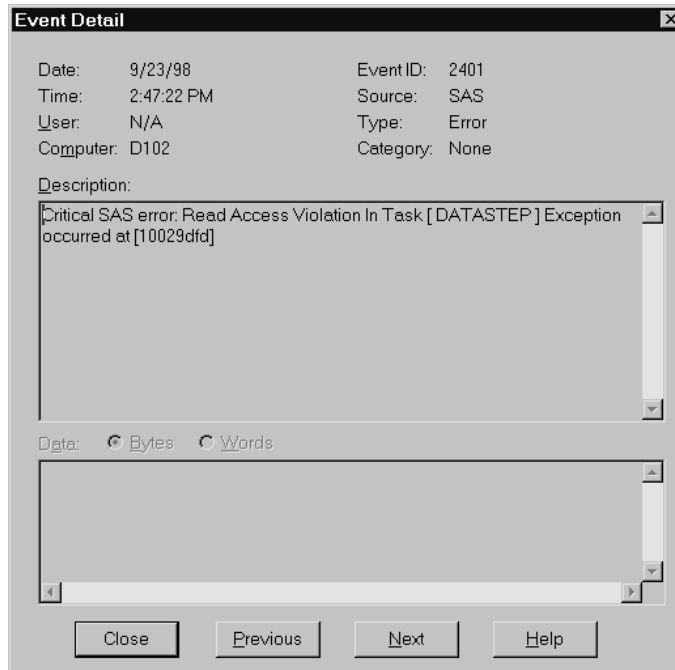 Event Detail
Date: 9/23/98 Event ID: 2401
Time: 2:47:22 PM Source: SAS
User: N/A Type: Error
Computer: D102 Category: None
Description:
Critical SAS error: Read Access Violation In Task [ DATASTEP ] Exception
occurred at [10029dfd]
Data: Bytes Words
Close Previous Next Help